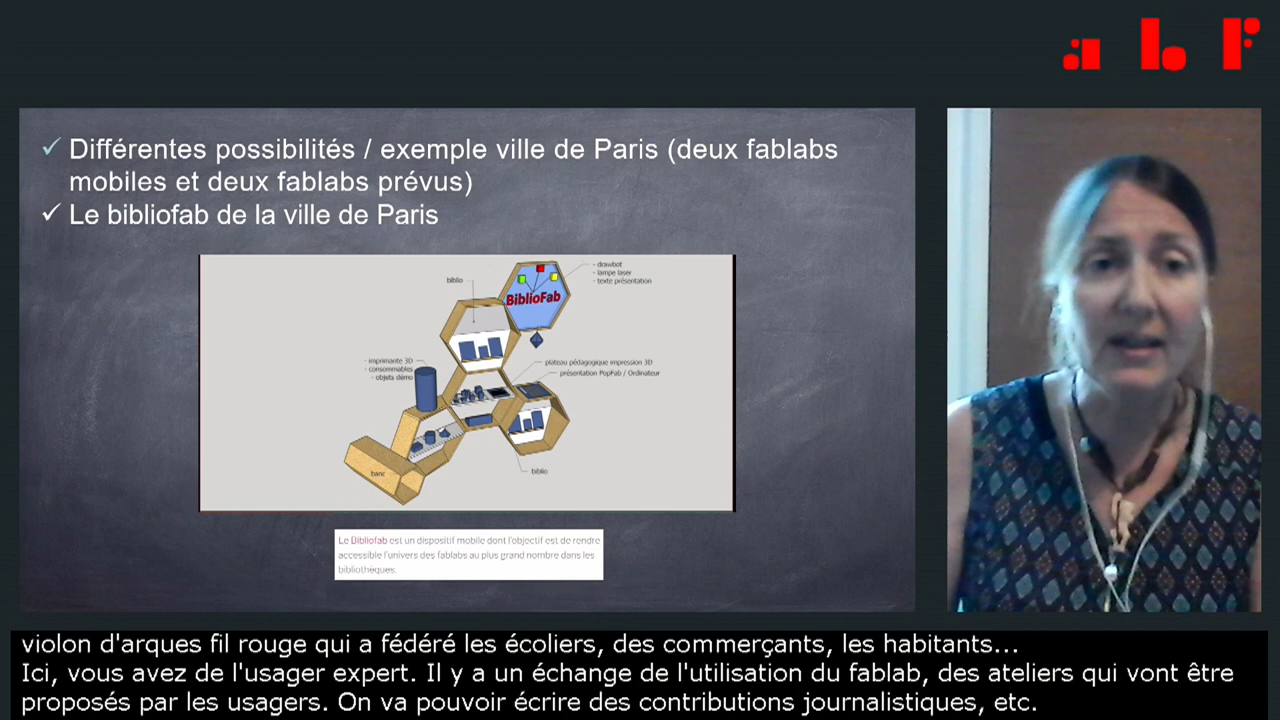 abf
Différentes possibilités / exemple ville de Paris (deux fablabs
mobiles et deux fablabs prévus)
Le bibliofab de la ville de Paris
- drawbot
- lampe laser
- texte présentation
biblio
BiblioFab
- imprimante 3D
- consommables
- objets démo
plateau pédagogique impression 3D
présentation PopFab / Ordinateur
banc
biblio
Le Bibliofab est un dispositif mobile dont l'objectif est de rendre
accessible l'univers des fablabs au plus grand nombre dans les
bibliothèques.
violon d'arques fil rouge qui a fédéré les écoliers, des commerçants, les habitants...
Ici, vous avez de l'usager expert. Il y a un échange de l'utilisation du fablab, des ateliers qui vont être
proposés par les usagers. On va pouvoir écrire des contributions journalistiques, etc.